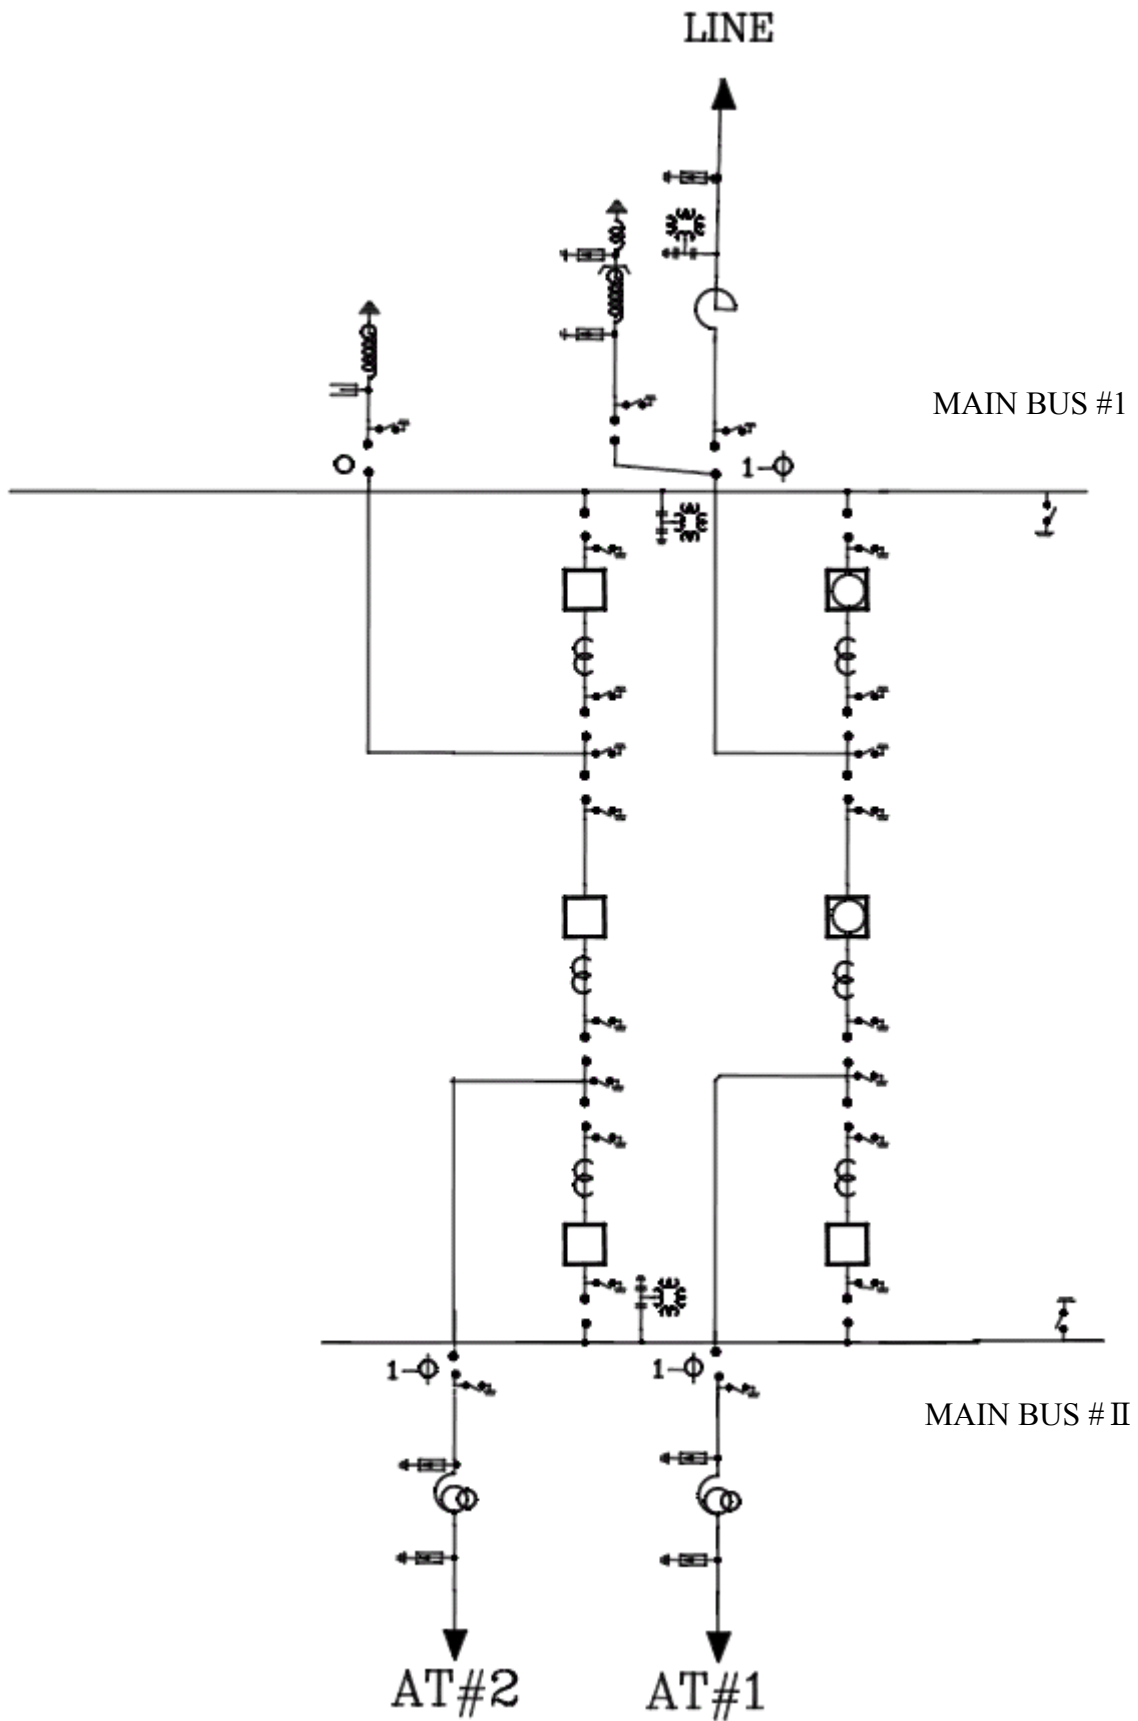 LINE
MAIN BUS #1
1-Φ
1-Φ
1-Φ
MAIN BUS #Ⅱ
AT#2
AT#1